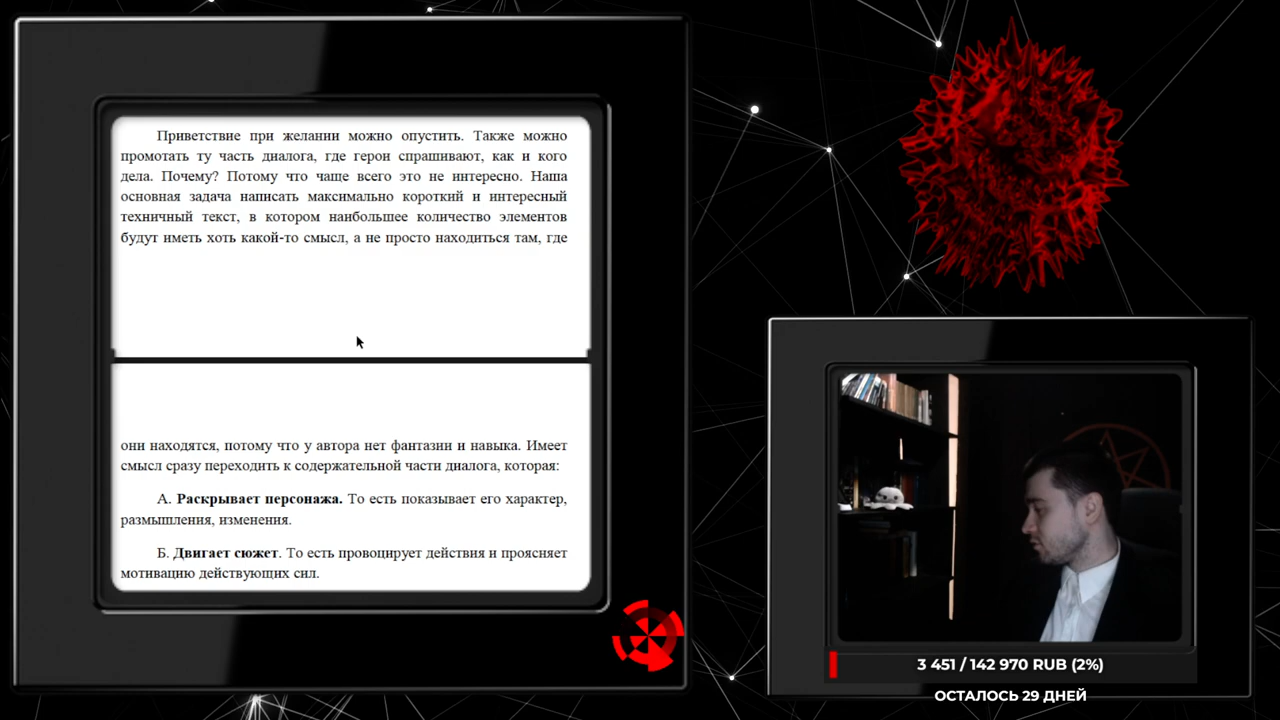 Приветствие при желании можно опустить. Также можно
промотать ту часть диалога, где герои спрашивают, как и кого
дела. Почему? Потому что чаще всего это не интересно. Наша
основная задача написать максимально короткий и интересный
техничный текст, в котором наибольшее количество элементов
будут иметь хоть какой-то смысл, а не просто находиться там, где
они находятся, потому что у автора нет фантазии и навыка. Имеет
смысл сразу переходить к содержательной части диалога, которая:
А. Раскрывает персонажа. То есть показывает его характер,
размышления, изменения.
Б. Двигает сюжет. То есть провоцирует действия и проясняет
мотивацию действующих сил.
3 451 / 142 970 RUB (2%)
ОСТАЛОСЬ 29 ДНЕЙ